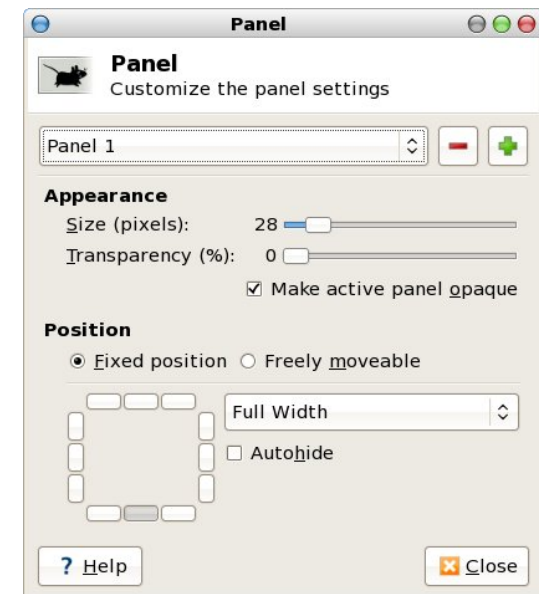 Panel
Panel
Customize the panel settings
Panel 1
Appearance
Size (pixels): 28
Transparency (%): 0
Make active panel opaque
Position
Fixed position Freely moveable
Full Width
Autohide
? Help Close